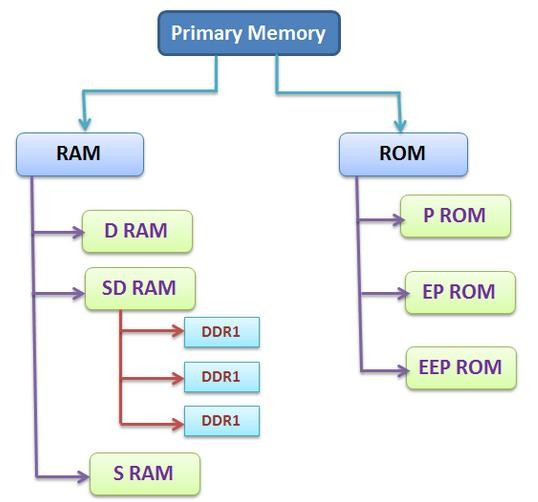 Primary Memory
RAM
ROM
D RAM
SD RAM
DDR1
DDR1
DDR1
S RAM
P ROM
EP ROM
EEP ROM